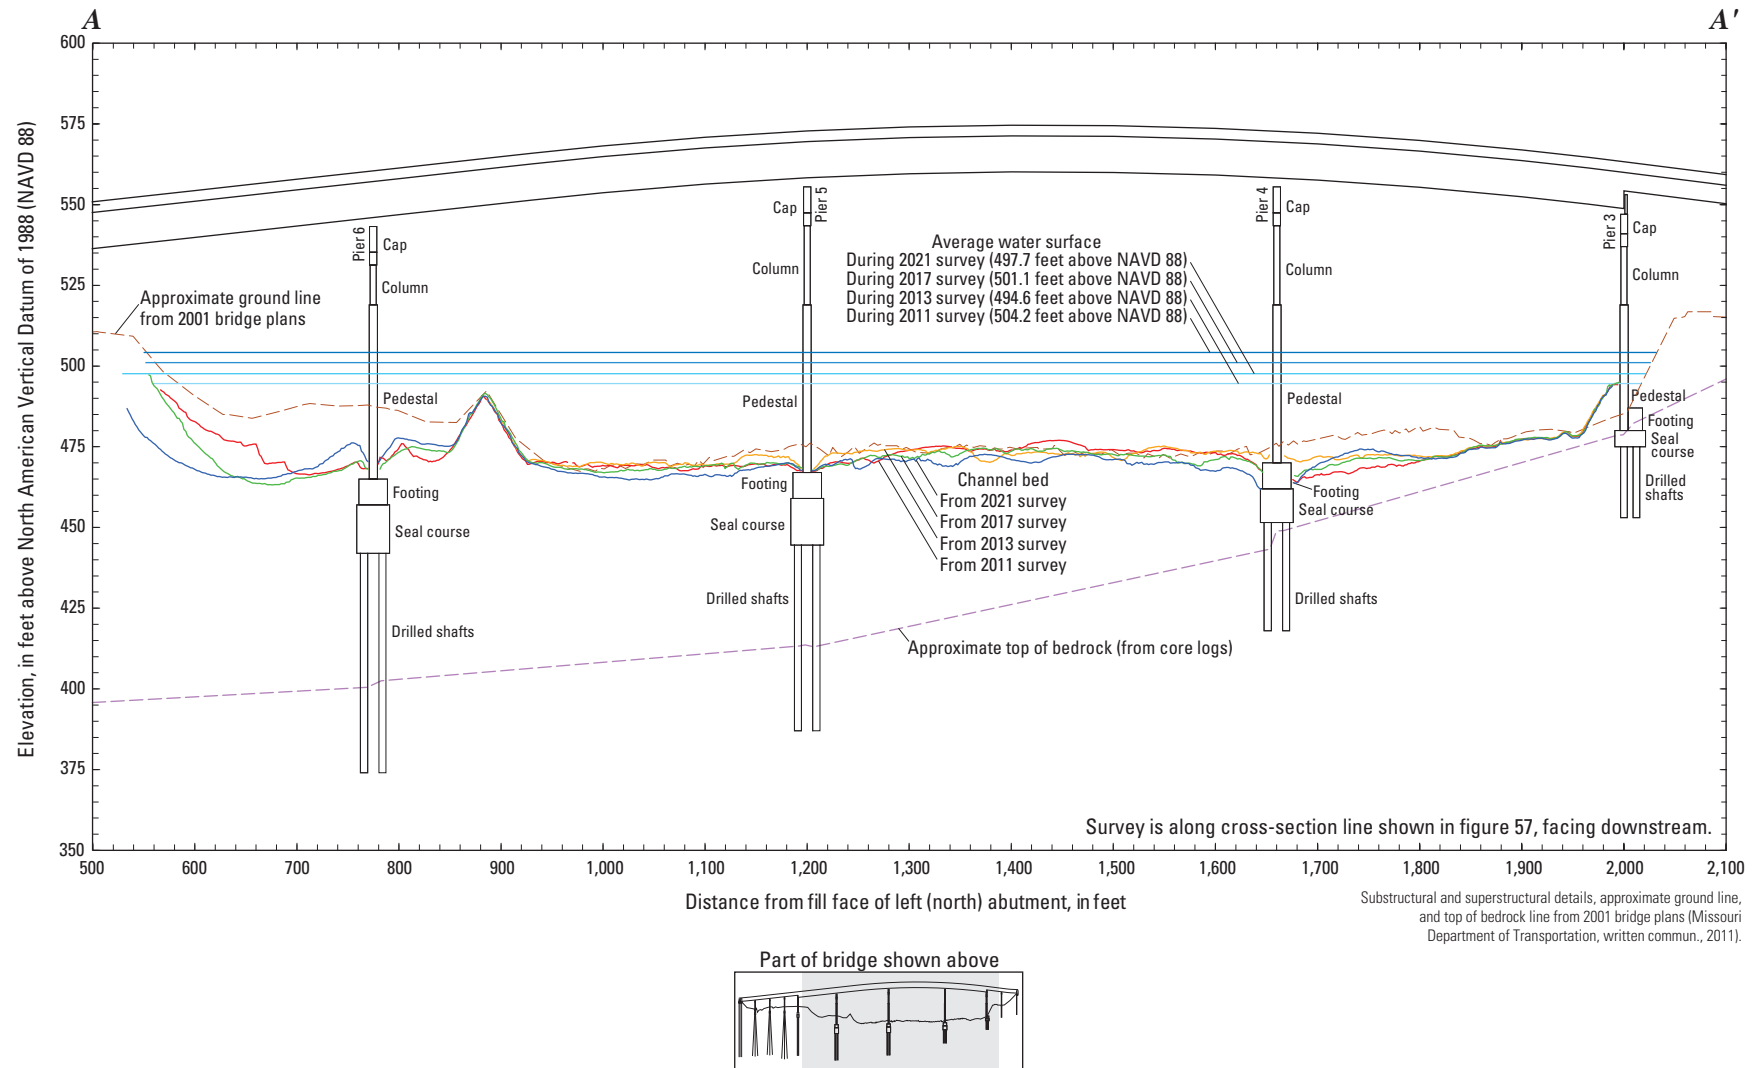 A
A'
600
575
550
525
500
475
450
425
400
375
350
Elevation, in feet above North American Vertical Datum of 1988 (NAVD 88)
Pier 6
Cap
Column
Pedestal
Footing
Seal course
Drilled shafts
Approximate ground line
from 2001 bridge plans
Cap
Pier 5
Column
Pedestal
Footing
Seal course
Drilled shafts
Average water surface
During 2021 survey (497.7 feet above NAVD 88)
During 2017 survey (501.1 feet above NAVD 88)
During 2013 survey (494.6 feet above NAVD 88)
During 2011 survey (504.2 feet above NAVD 88)
Channel bed
From 2021 survey
From 2017 survey
From 2013 survey
From 2011 survey
Approximate top of bedrock (from core logs)
Pier 4
Cap
Column
Pedestal
Footing
Seal course
Drilled shafts
Pier 3
Cap
Column
Pedestal
Footing
Seal
course
Drilled
shafts
Survey is along cross-section line shown in figure 57, facing downstream.
500
600
700
800
900
1,000
1,100
1,200
1,300
1,400
1,500
1,600
1,700
1,800
1,900
2,000
2,100
Distance from fill face of left (north) abutment, in feet
Substructural and superstructural details, approximate ground line,
and top of bedrock line from 2001 bridge plans (Missouri
Department of Transportation, written commun., 2011).
Part of bridge shown above